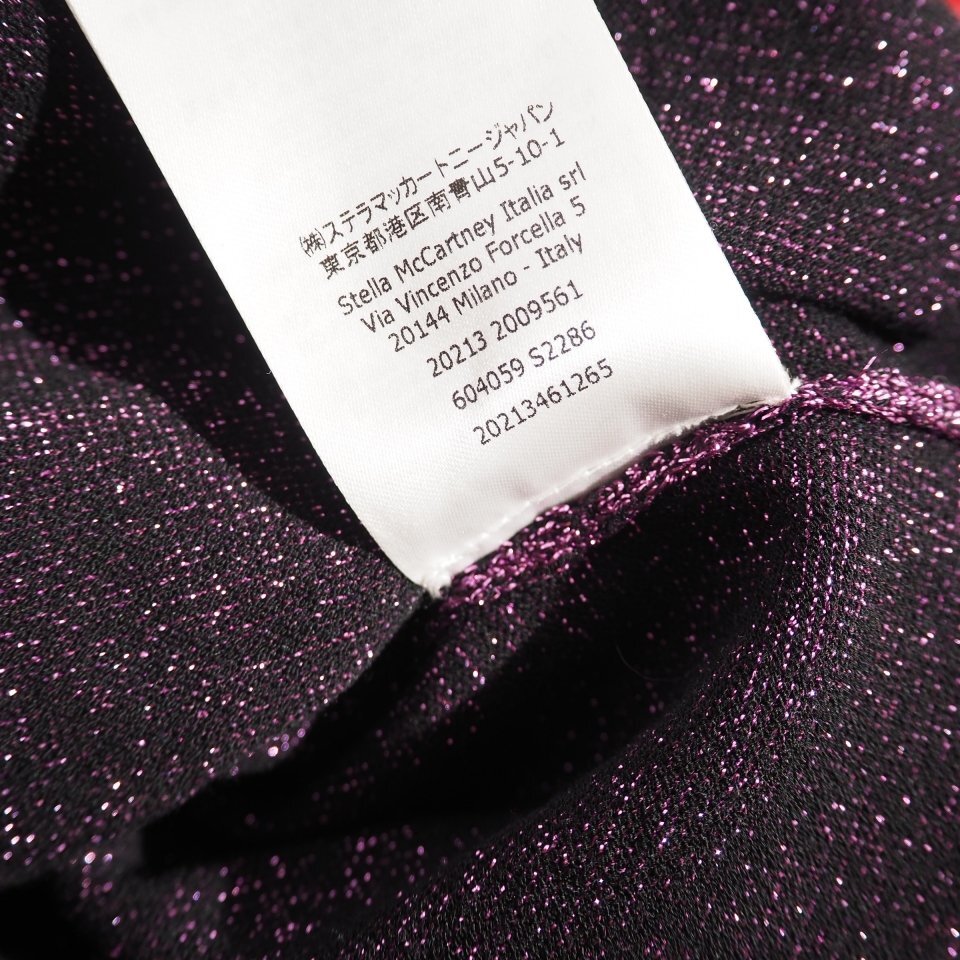 ㈱ステラマッカートニージャパン
東京都港区南青山5-10-1
Stella McCartney Italia srl
Via Vincenzo Forcella 5
20144 Milano - Italy
20213 2009561
604059 S2286
20213461265